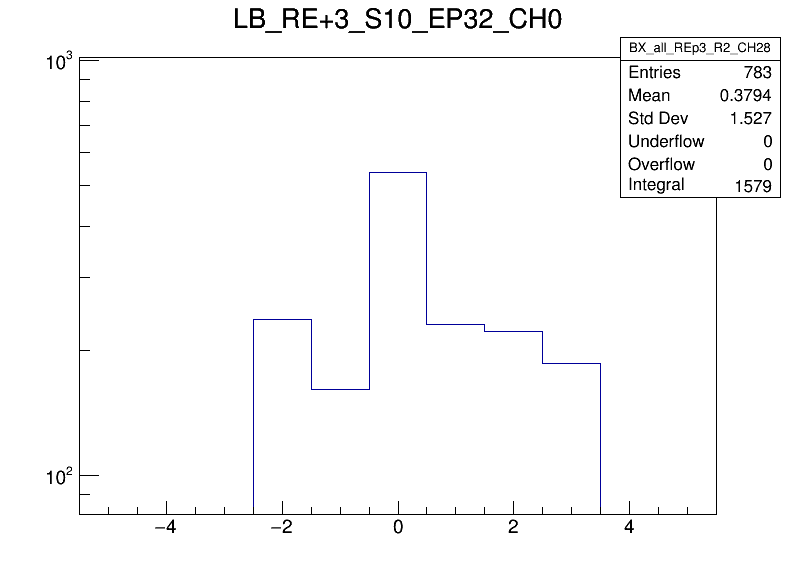 LB_RE+3_S10_EP32_CH0
BX_all_REp3_R2_CH28
Entries 783
Mean 0.3794
Std Dev 1.527
Underflow 0
Overflow 0
Integral 1579
10³
10²
−4 −2 0 2 4